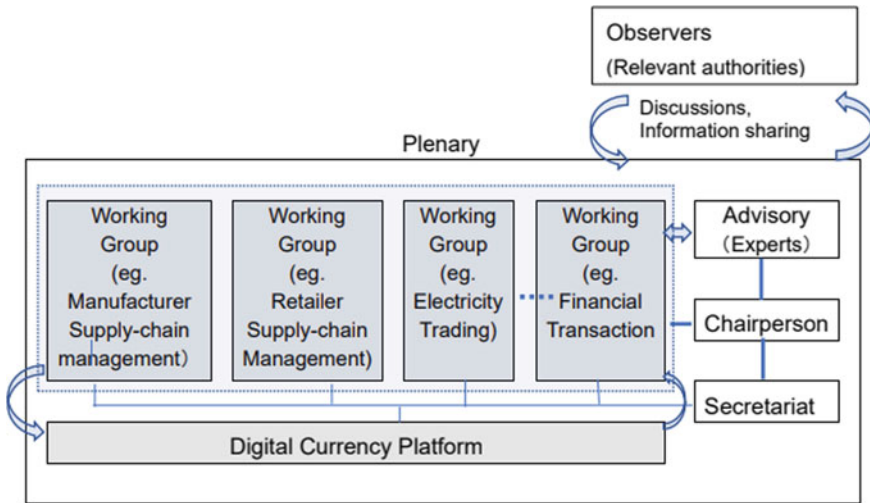 Observers
(Relevant authorities)
Discussions,
Information sharing
Plenary
Working
Group
(eg.
Manufacturer
Supply-chain
management）
Working
Group
(eg.
Retailer
Supply-chain
Management)
Working
Group
(eg.
Electricity
Trading)
Working
Group
(eg.
Financial
Transaction
Advisory
（Experts）
Chairperson
Secretariat
Digital Currency Platform